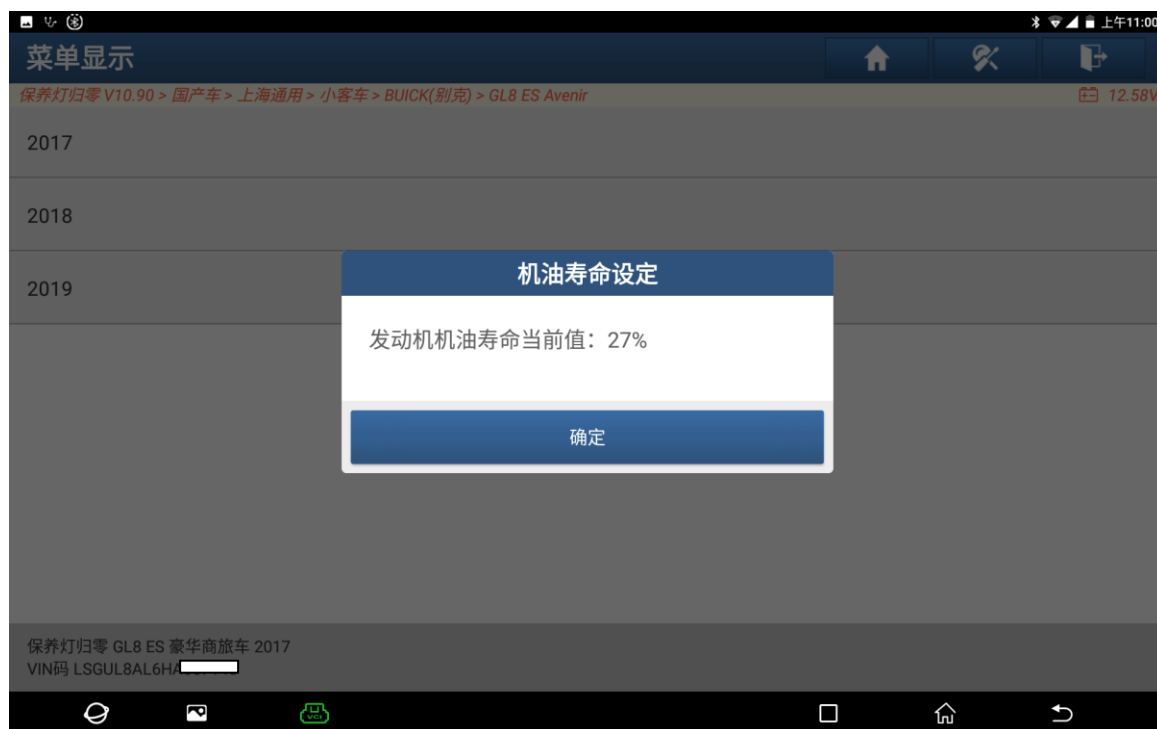 上午11:00
菜单显示
保养灯归零 V10.90 > 国产车 > 上海通用 > 小客车 > BUICK(别克) > GL8 ES Avenir
12.58V
2017
2018
2019
机油寿命设定
发动机机油寿命当前值：27%
确定
保养灯归零 GL8 ES 豪华商旅车 2017
VIN码 LSGUL8AL6HA
VCI